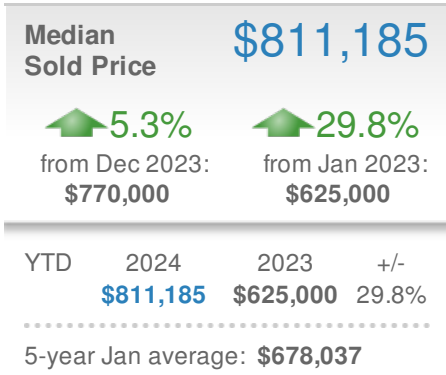 Median
Sold Price
$811,185
5.3%
from Dec 2023:
$770,000
29.8%
from Jan 2023:
$625,000
YTD 2024 2023 +/-
$811,185 $625,000 29.8%
5-year Jan average: $678,037